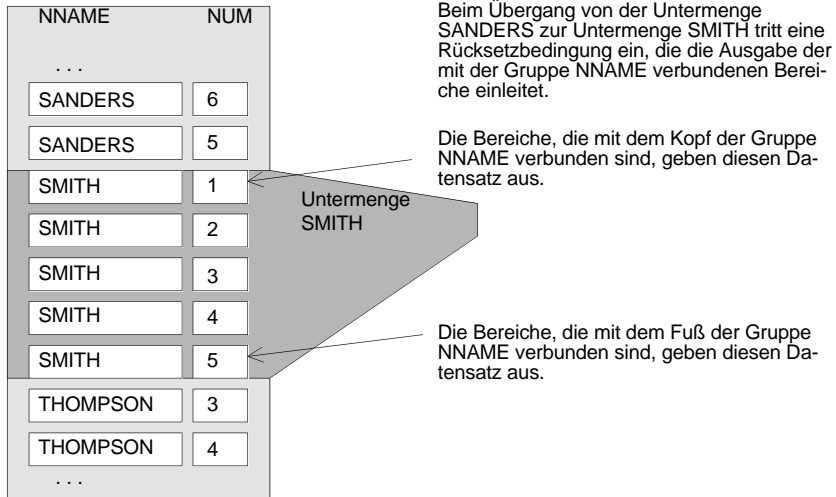 NNAME NUM
. . .
SANDERS 6
SANDERS 5
SMITH 1
SMITH 2
SMITH 3
SMITH 4
SMITH 5
THOMPSON 3
THOMPSON 4
. . .
Untermenge
SMITH
Beim Übergang von der Untermenge
SANDERS zur Untermenge SMITH tritt eine
Rücksetzbedingung ein, die die Ausgabe der
mit der Gruppe NNAME verbundenen Berei-
che einleitet.
Die Bereiche, die mit dem Kopf der Gruppe
NNAME verbunden sind, geben diesen Da-
tensatz aus.
Die Bereiche, die mit dem Fuß der Gruppe
NNAME verbunden sind, geben diesen Da-
tensatz aus.